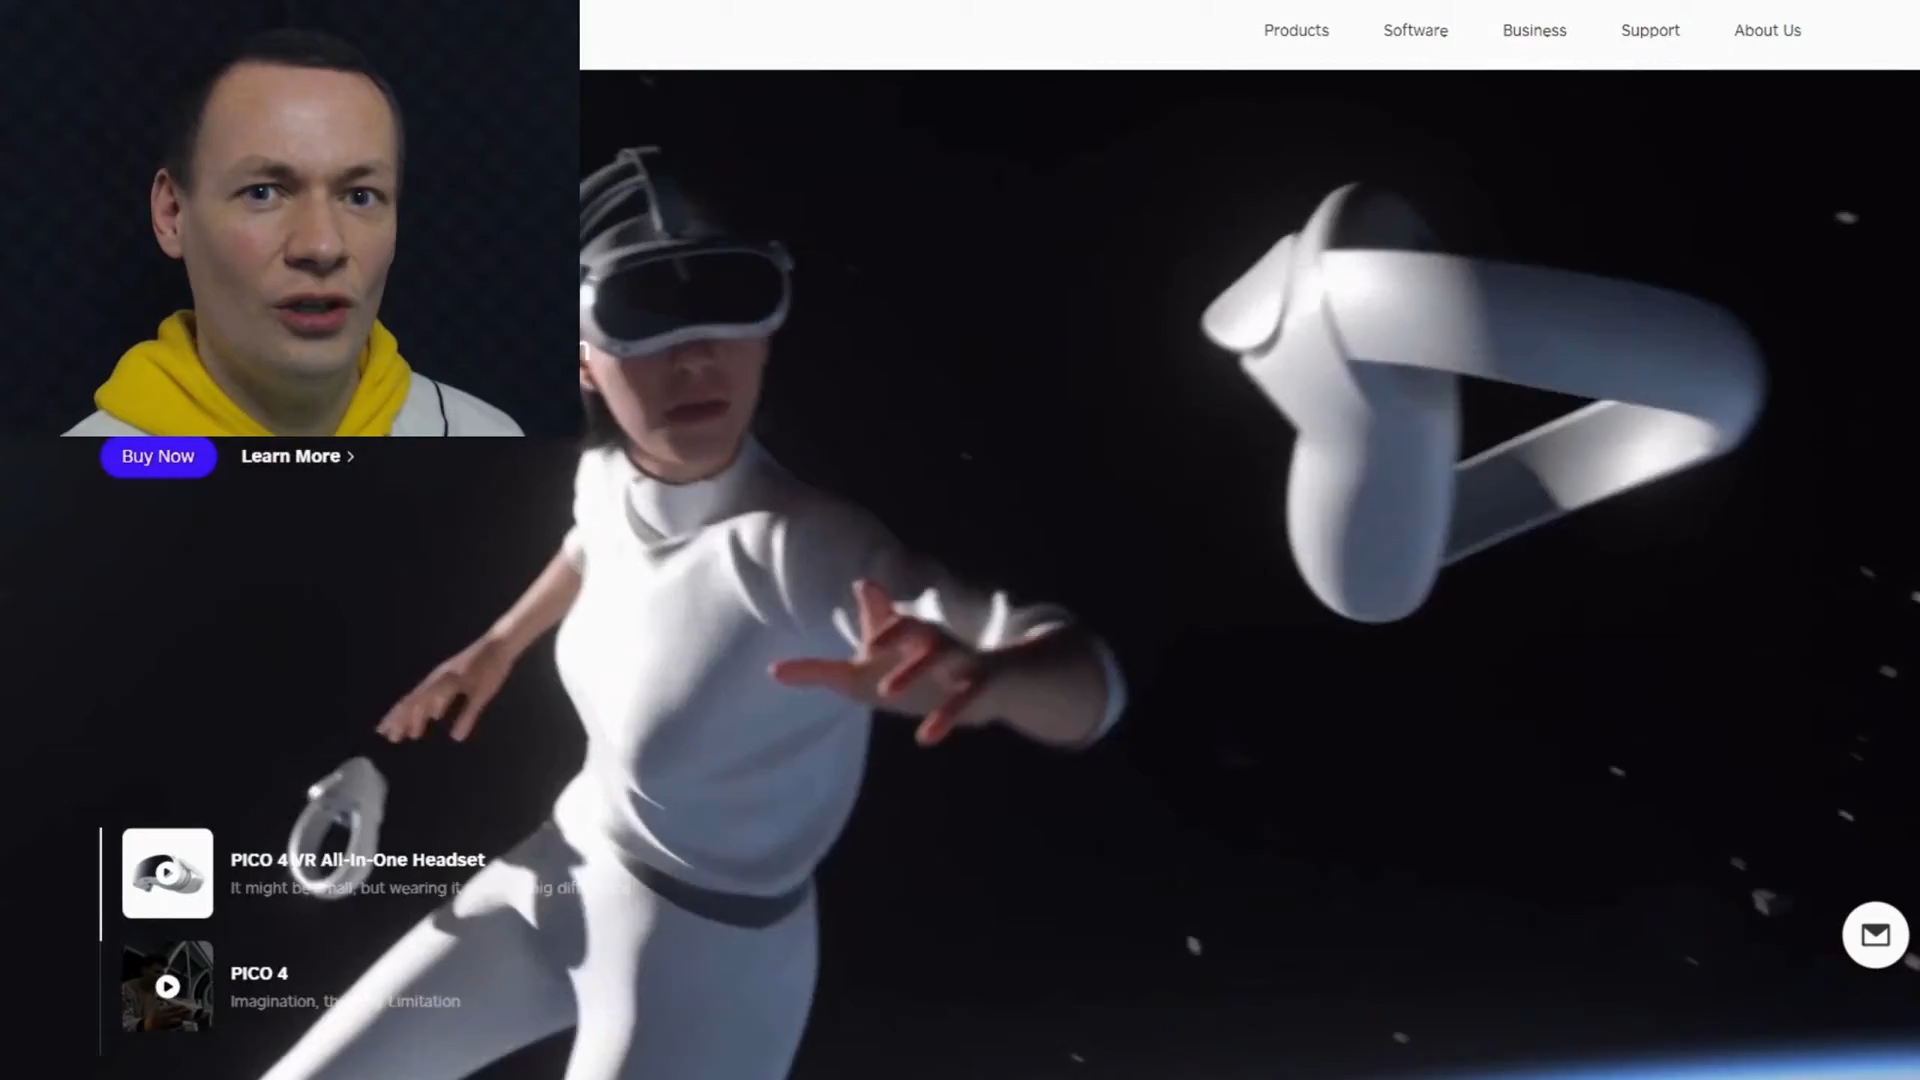 Products Software Business Support About Us
Buy Now Learn More >
PICO 4 VR All-In-One Headset
It might be small, but wearing it big
PICO 4
Imagination, Limitation